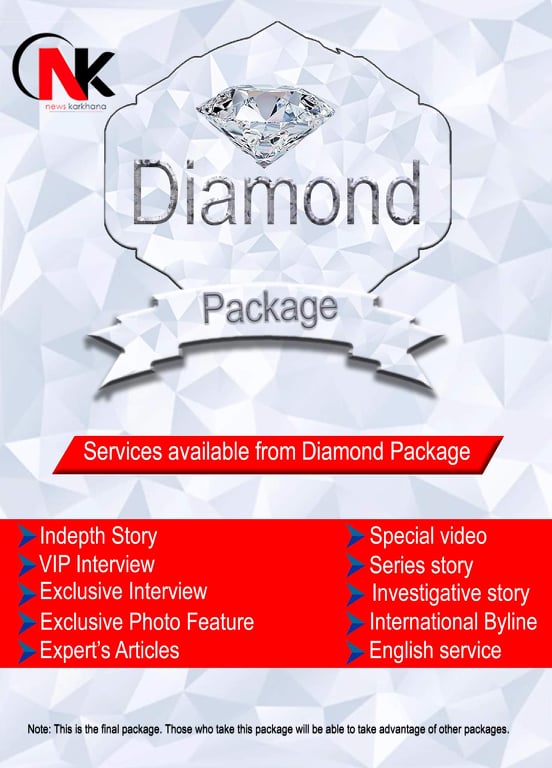 NK
news karkhana
Diamond
Package
Services available from Diamond Package
Indepth Story
VIP Interview
Exclusive Interview
Exclusive Photo Feature
Expert's Articles
Special video
Series story
Investigative story
International Byline
English service
Note: This is the final package. Those who take this package will be able to take advantage of other packages.